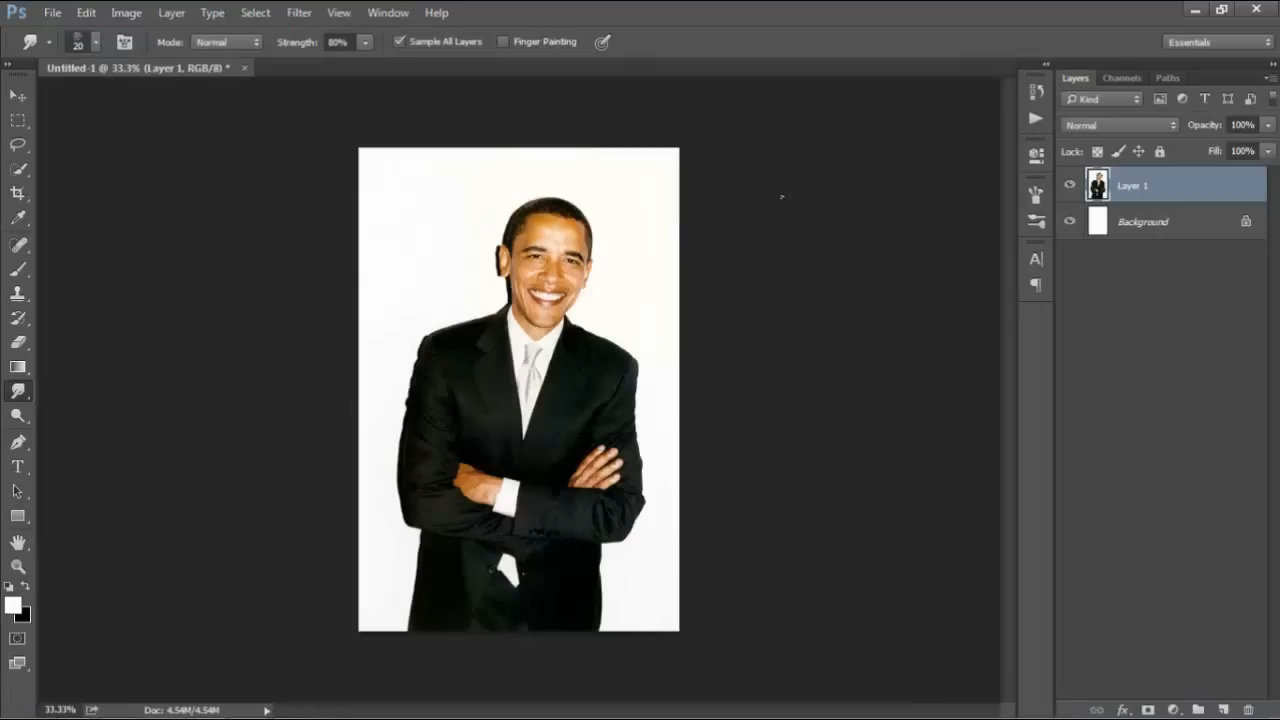 Ps File Edit Image Layer Type Select Filter View Window Help
20 Mode: Normal Strength: 80% Sample All Layers Finger Painting Essentials
Untitled-1 @ 33.3% (Layer 1, RGB/8) * ×
Layers Channels Paths
Kind
Normal Opacity: 100%
Lock: Fill: 100%
Layer 1
Background
33.33% Doc: 4.54M/4.54M